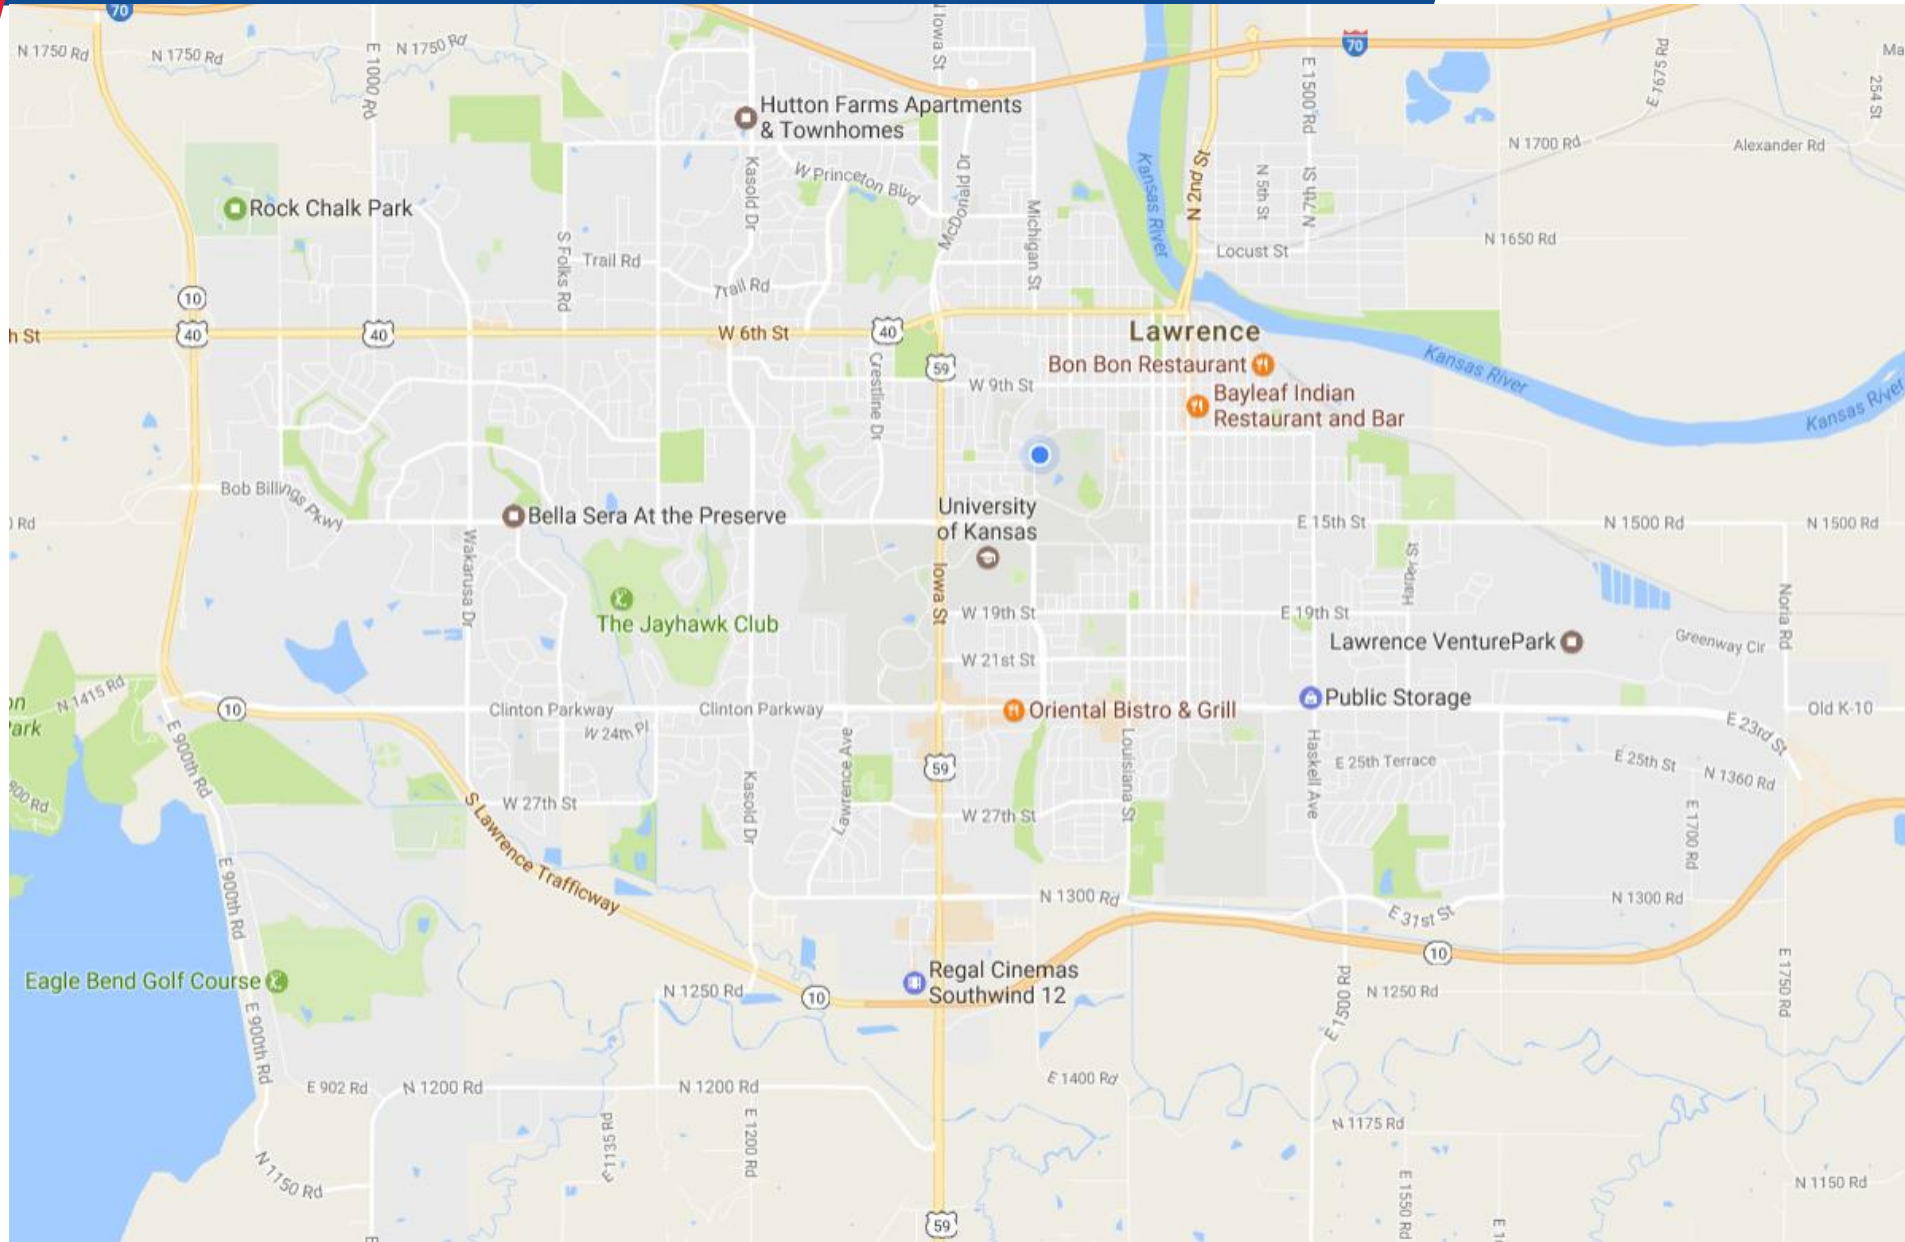 70
N 1750 Rd
N 1750 Rd
E 1000 Rd
N 1750 Rd
N Iowa St
70
E 1500 Rd
E 1675 Rd
Ma
254 St
Hutton Farms Apartments
& Townhomes
N 1700 Rd
Alexander Rd
Kasold Dr
W Princeton Blvd
McDonald Dr
Kansas River
N 2nd St
N 5th St
N 7th St
Rock Chalk Park
Michigan St
S Folks Rd
Trail Rd
Locust St
N 1650 Rd
Trail Rd
10
h St
40
40
W 6th St
40
Lawrence
Bon Bon Restaurant
Kansas River
59
Crestline Dr
W 9th St
Bayleaf Indian
Restaurant and Bar
Kansas River
Bob Billings Pkwy
University
of Kansas
Bella Sera At the Preserve
) Rd
E 15th St
N 1500 Rd
N 1500 Rd
Wakarusa Dr
Harper St
Iowa St
The Jayhawk Club
W 19th St
E 19th St
Noria Rd
Lawrence VenturePark
Greenway Cir
W 21st St
on
Park
N 1415 Rd
10
Clinton Parkway
Clinton Parkway
Oriental Bistro & Grill
Public Storage
Old K-10
W 24th Pl
E 23rd St
E 900th Rd
Lawrence Ave
Louisiana St
Haskell Ave
E 25th Terrace
E 25th St
N 1360 Rd
59
Kasold Dr
800 Rd
W 27th St
W 27th St
E 1700 Rd
S Lawrence Trafficway
E 900th Rd
N 1300 Rd
E 31st St
N 1300 Rd
10
Eagle Bend Golf Course
Regal Cinemas
Southwind 12
N 1250 Rd
10
E 1500 Rd
N 1250 Rd
E 1750 Rd
E 900th Rd
E 902 Rd
N 1200 Rd
N 1200 Rd
E 1400 Rd
E 1135 Rd
E 1200 Rd
N 1175 Rd
N 1150 Rd
E 1550 Rd
N 1150 Rd
59
E
E 1